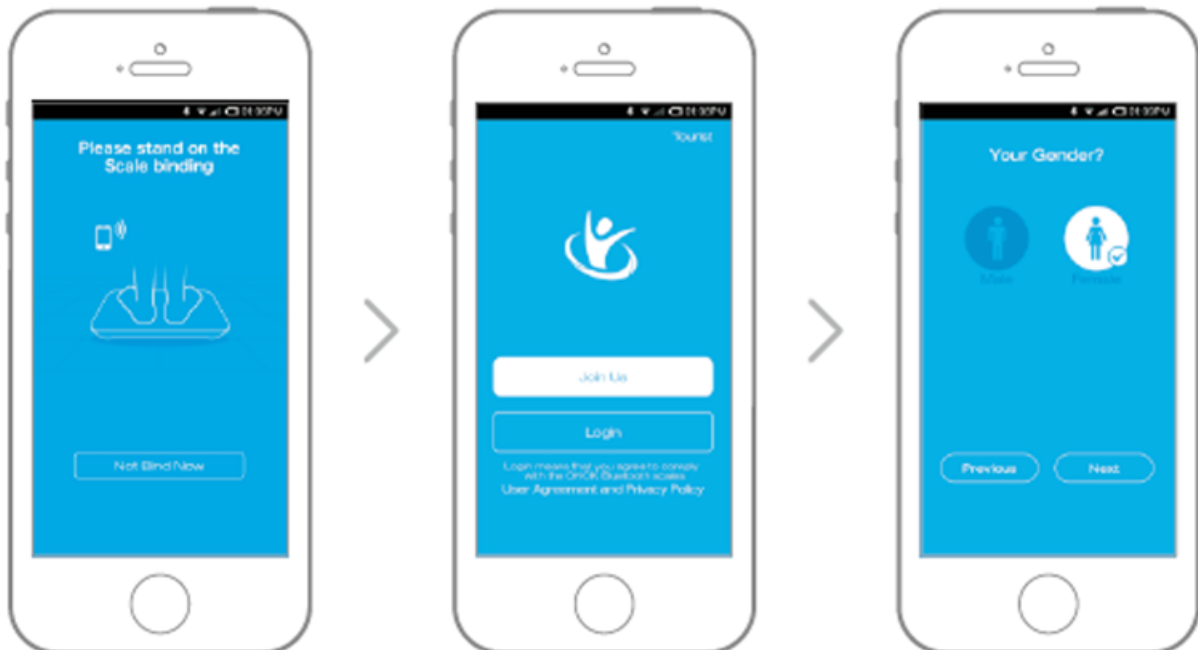 Please stand on the
Scale binding
Not Bind Now
Tourist
Join Us
Login
Login means that you agree to comply
with the OKOK Bluetooth scales
User Agreement and Privacy Policy
Your Gender?
Male
Female
Previous
Next